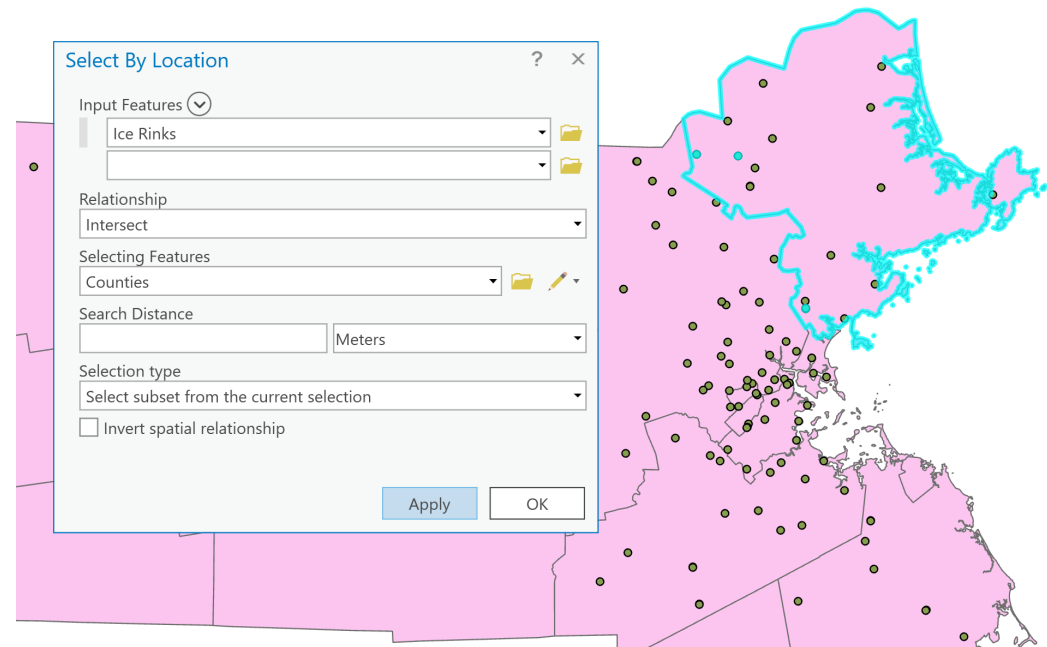 Select By Location ? ×
Input Features
Ice Rinks
Relationship
Intersect
Selecting Features
Counties
Search Distance
Meters
Selection type
Select subset from the current selection
Invert spatial relationship
Apply OK